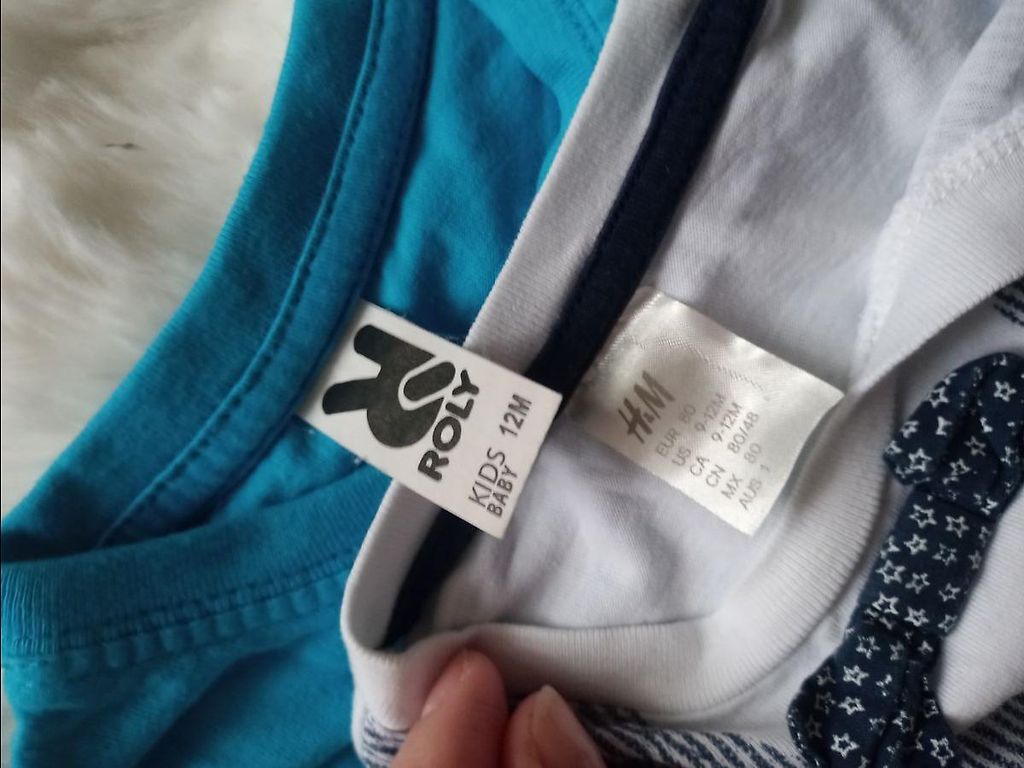 ROLY
KIDS 12M
BABY
H&M
EUR 80
US 9-12M
CA 9-12M
CN 80/48
MX 80
AUS 1